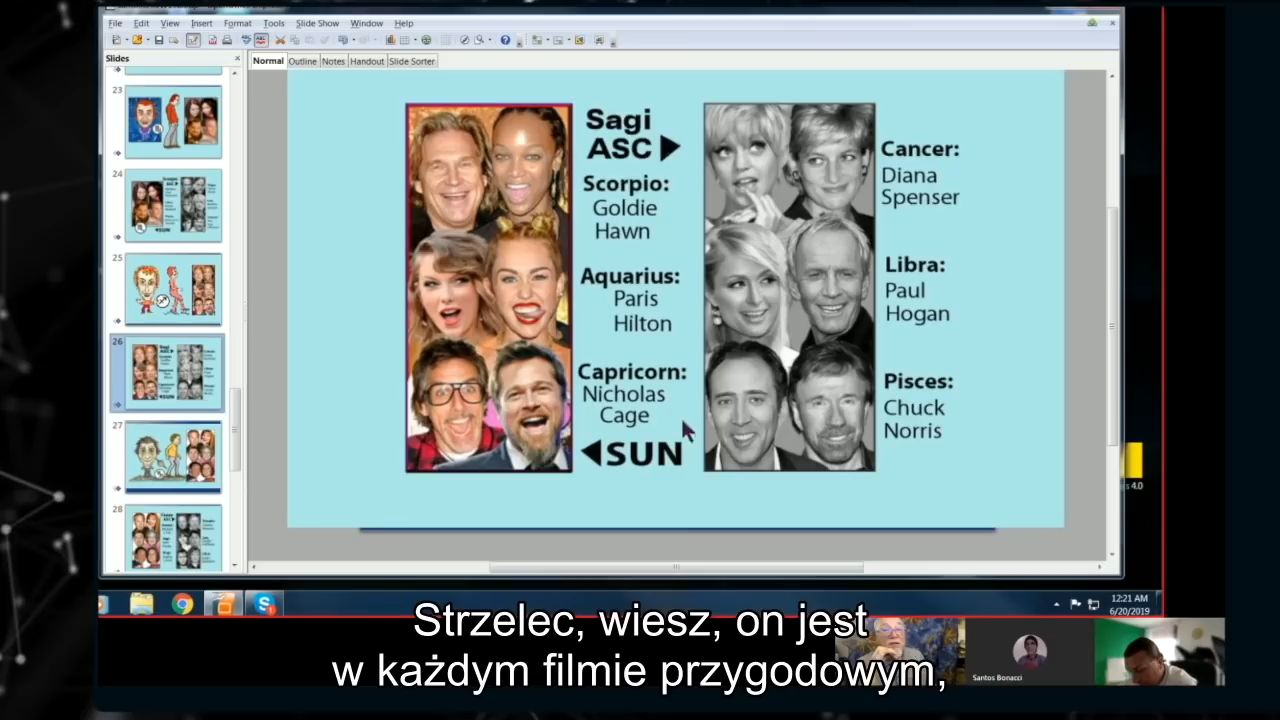 File Edit View Insert Format Tools Slide Show Window Help
Slides
Normal Outline Notes Handout Slide Sorter
23
24
25
26
27
28
Sagi
ASC
Scorpio:
Goldie
Hawn
Aquarius:
Paris
Hilton
Capricorn:
Nicholas
Cage
SUN
Cancer:
Diana
Spenser
Libra:
Paul
Hogan
Pisces:
Chuck
Norris
s 4.0
12:21 AM
6/20/2019
Strzelec, wiesz, on jest
w każdym filmie przygodowym,
Santos Bonacci